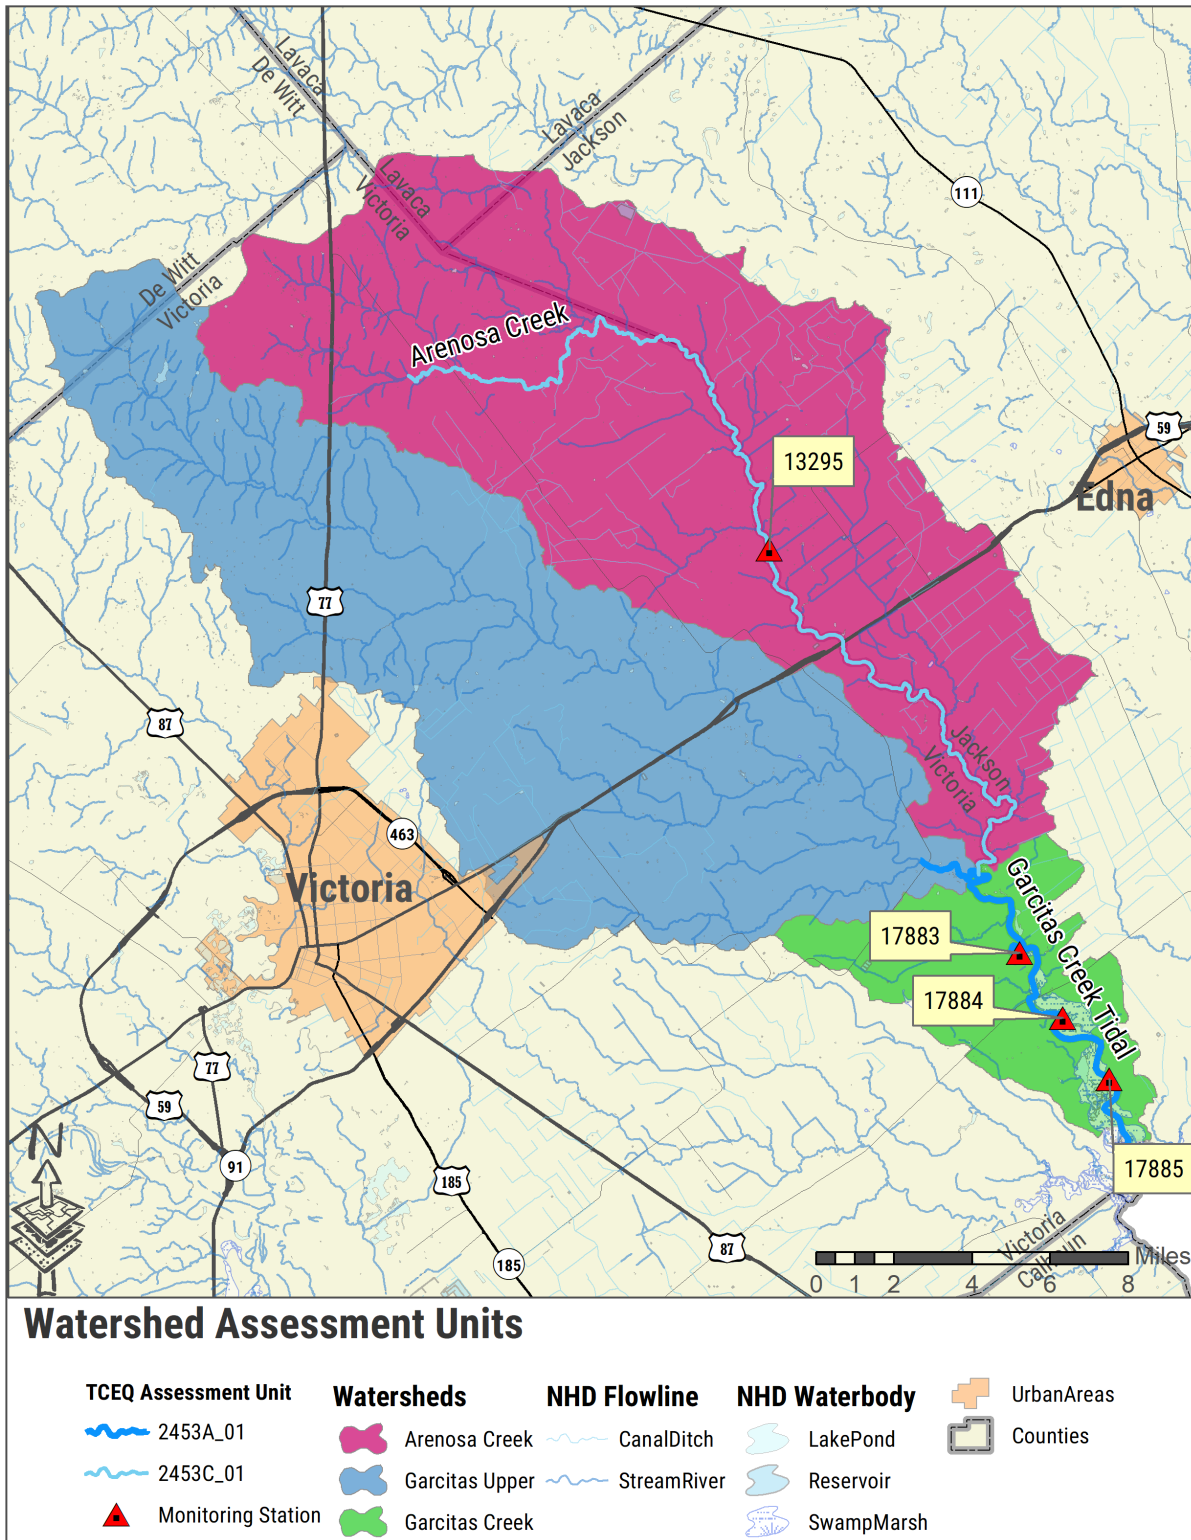 Lavaca
De Witt
Lavaca
Jackson
111
Lavaca
Victoria
De Witt
Victoria
Arenosa Creek
59
13295
Edna
77
87
Jackson
Victoria
463
Victoria
Garcitas Creek Tidal
17883
17884
77
59
N
91
185
17885
87
Victoria
Calhoun
185
0 1 2 4 6 8 Miles
Watershed Assessment Units
TCEQ Assessment Unit
2453A_01
2453C_01
Monitoring Station
Watersheds
Arenosa Creek
Garcitas Upper
Garcitas Creek
NHD Flowline
CanalDitch
StreamRiver
NHD Waterbody
LakePond
Reservoir
SwampMarsh
UrbanAreas
Counties